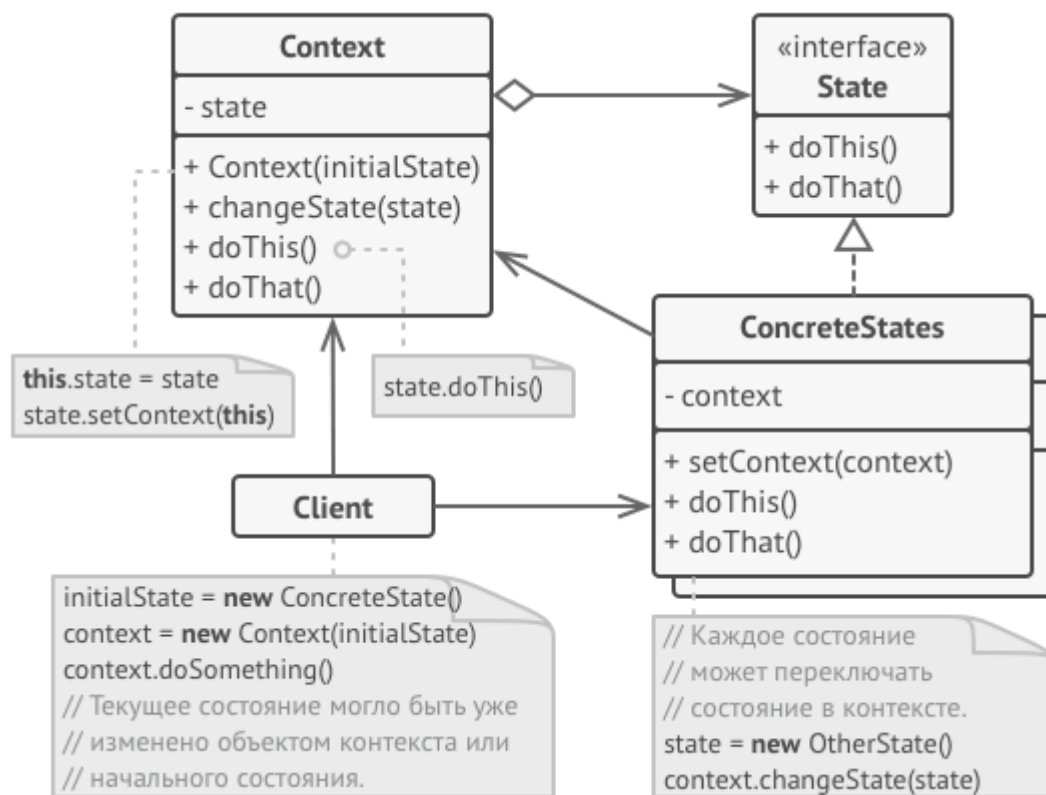 Context
- state
+ Context(initialState)
+ changeState(state)
+ doThis()
+ doThat()
«interface»
State
+ doThis()
+ doThat()
this.state = state
state.setContext(this)
state.doThis()
ConcreteStates
- context
+ setContext(context)
+ doThis()
+ doThat()
Client
initialState = new ConcreteState()
context = new Context(initialState)
context.doSomething()
// Текущее состояние могло быть уже
// изменено объектом контекста или
// начального состояния.
// Каждое состояние
// может переключать
// состояние в контексте.
state = new OtherState()
context.changeState(state)